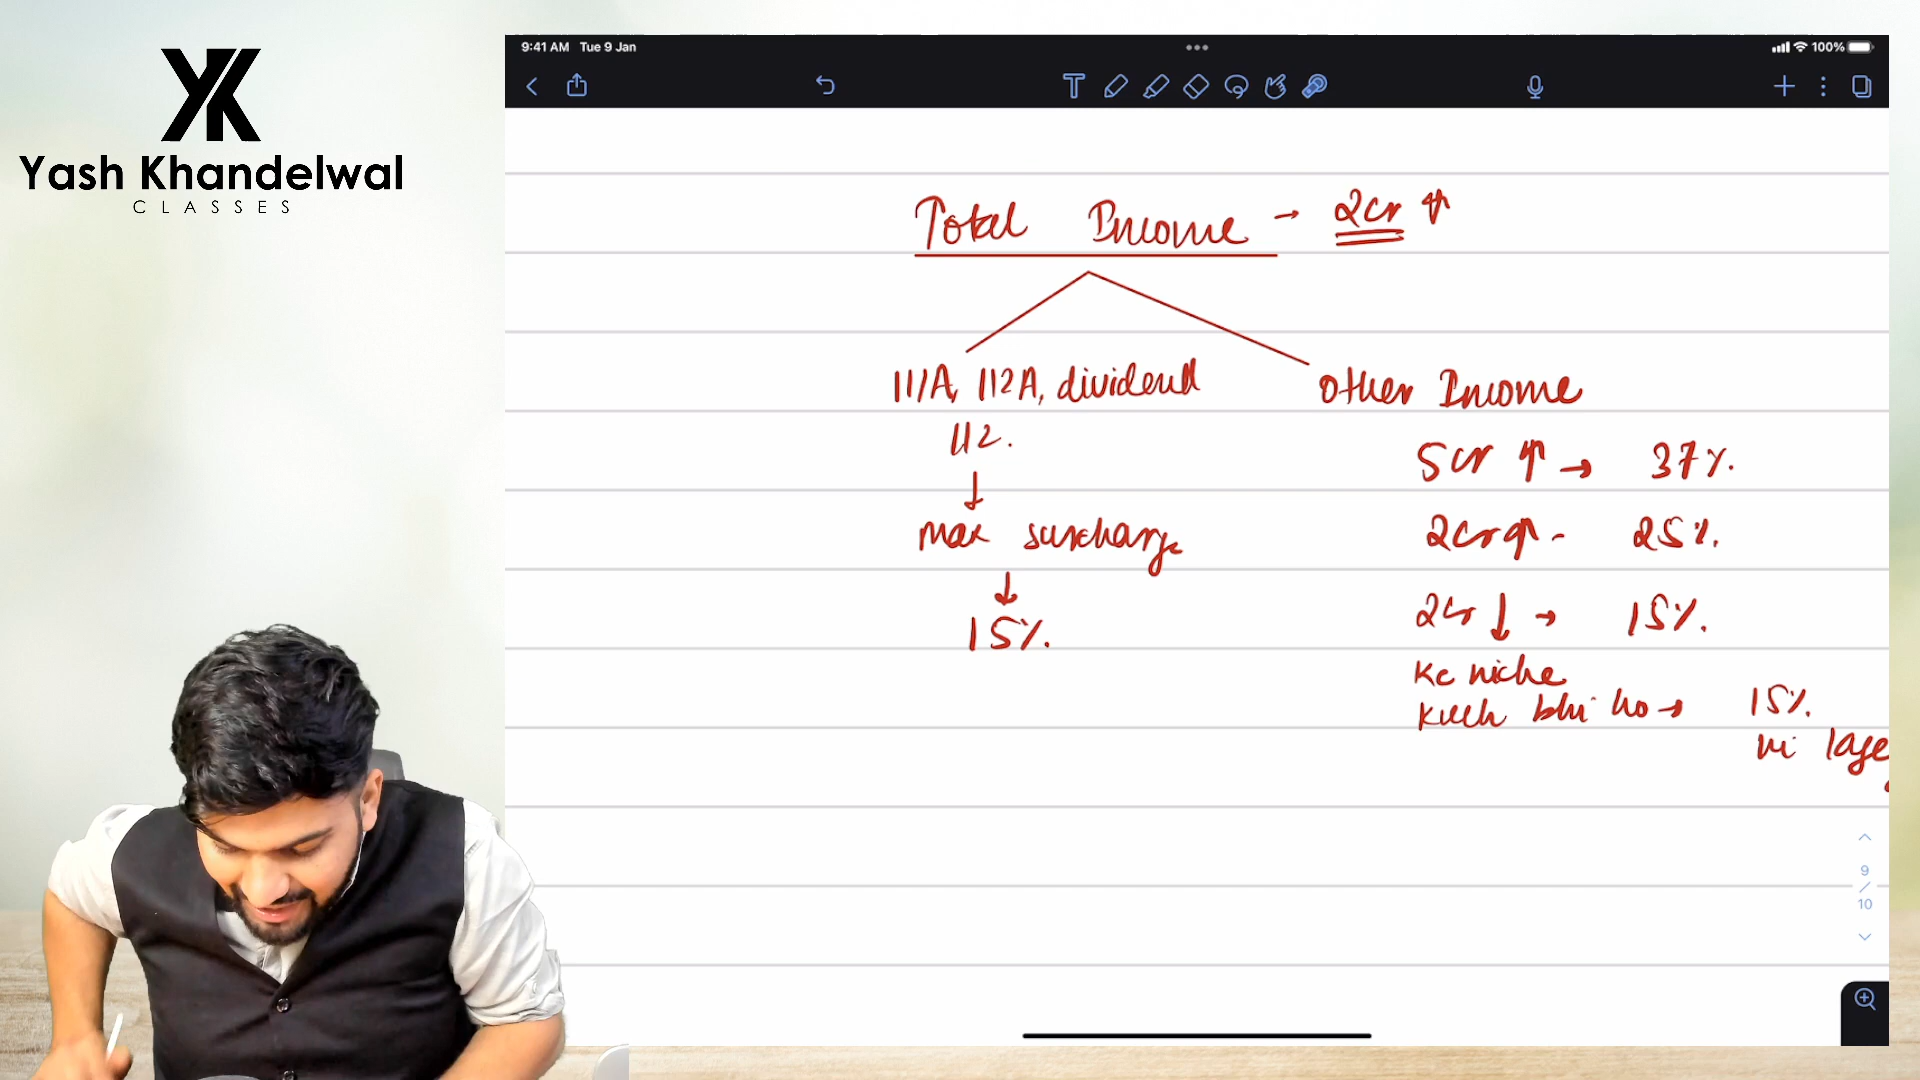 YK
Yash Khandelwal
CLASSES
9:41 AM Tue 9 Jan
100%
Total Income → 2cr ↑
111A, 112A, dividend
112.
↓
max surcharge
↓
15%.
Other Income
5cr ↑ → 37%.
2cr ↑ - 25%.
2cr ↓ → 15%.
Ke niche
Kuch bhi ho → 15%.
hi lage
9
/
10